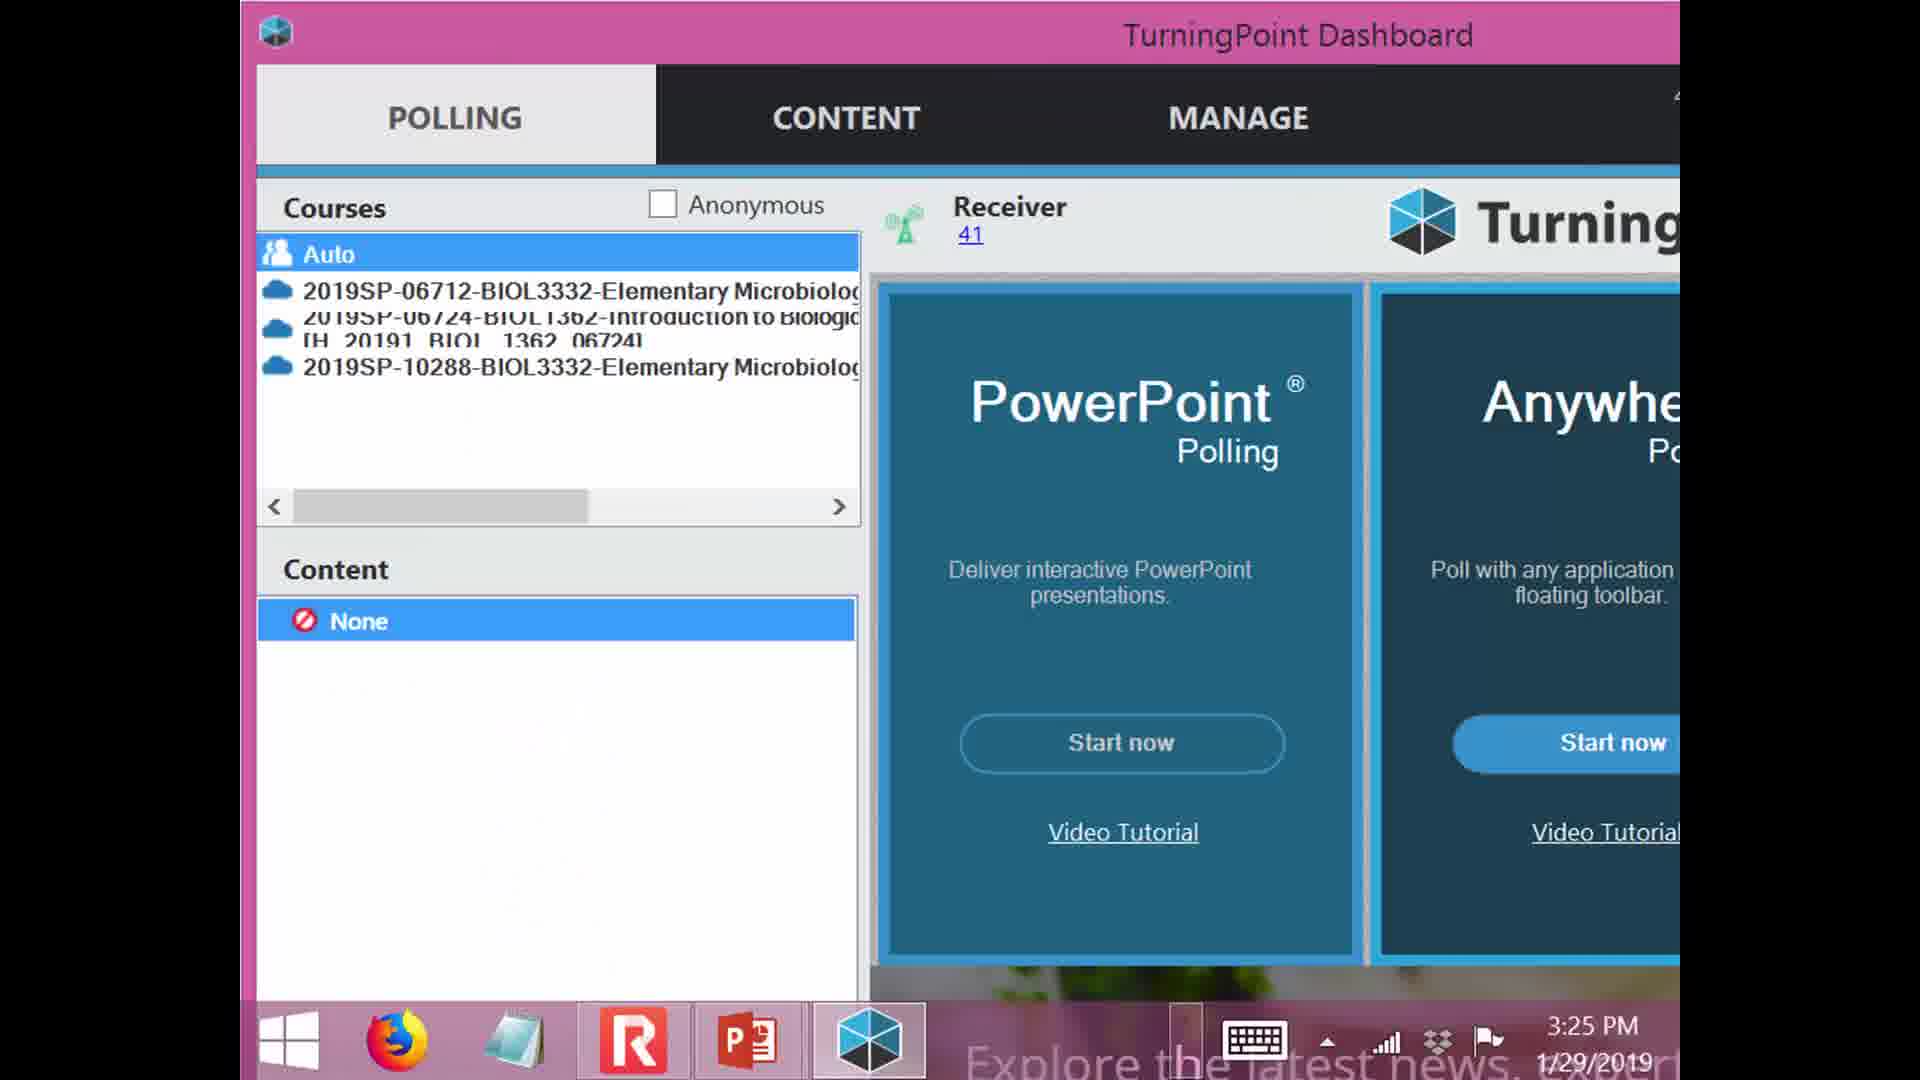 TurningPoint Dashboard
POLLING
CONTENT
MANAGE
Courses
Anonymous
Auto
2019SP-06712-BIOL3332-Elementary Microbiolog
2019SP-06724-BIOL1362-Introduction to Biologic
[H_20191_BIOL_1362_06724]
2019SP-10288-BIOL3332-Elementary Microbiolog
Content
None
Receiver
41
Turning
PowerPoint ®
Polling
Deliver interactive PowerPoint
presentations.
Start now
Video Tutorial
Anywhe
Po
Poll with any application
floating toolbar.
Start now
Video Tutorial
Explore the latest news, expert
3:25 PM
1/29/2019